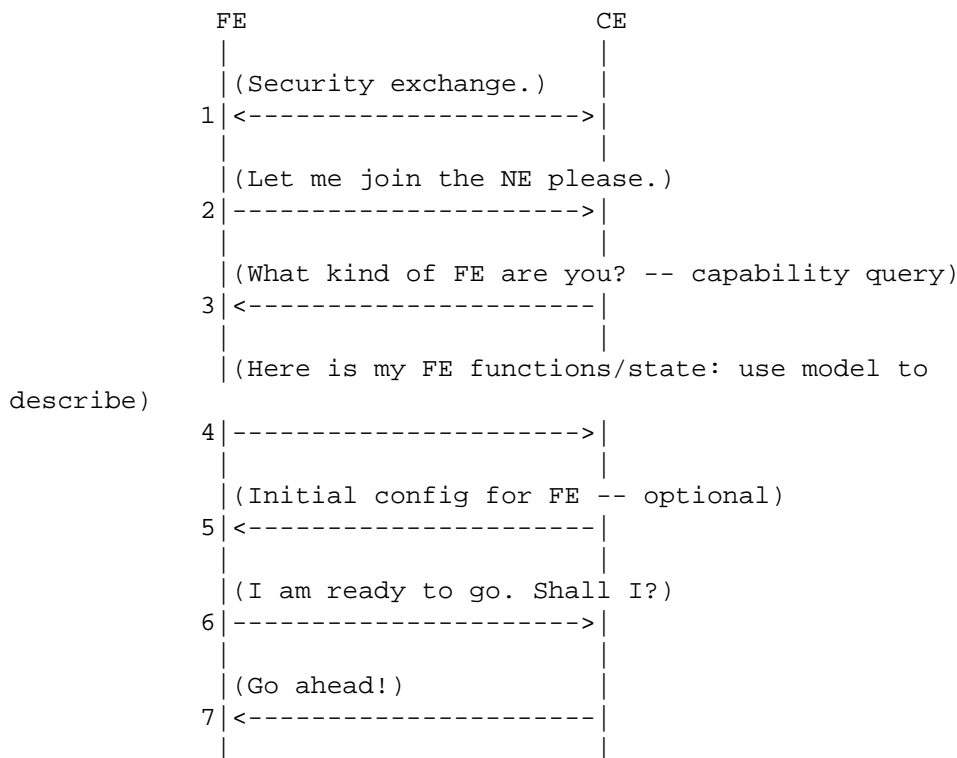 FE CE
(Security exchange.)
1|<---------------------->|
(Let me join the NE please.)
2|---------------------->|
(What kind of FE are you? -- capability query)
3|<----------------------|
(Here is my FE functions/state: use model to
describe)
4|---------------------->|
(Initial config for FE -- optional)
5|<----------------------|
(I am ready to go. Shall I?)
6|---------------------->|
(Go ahead!)
7|<----------------------|